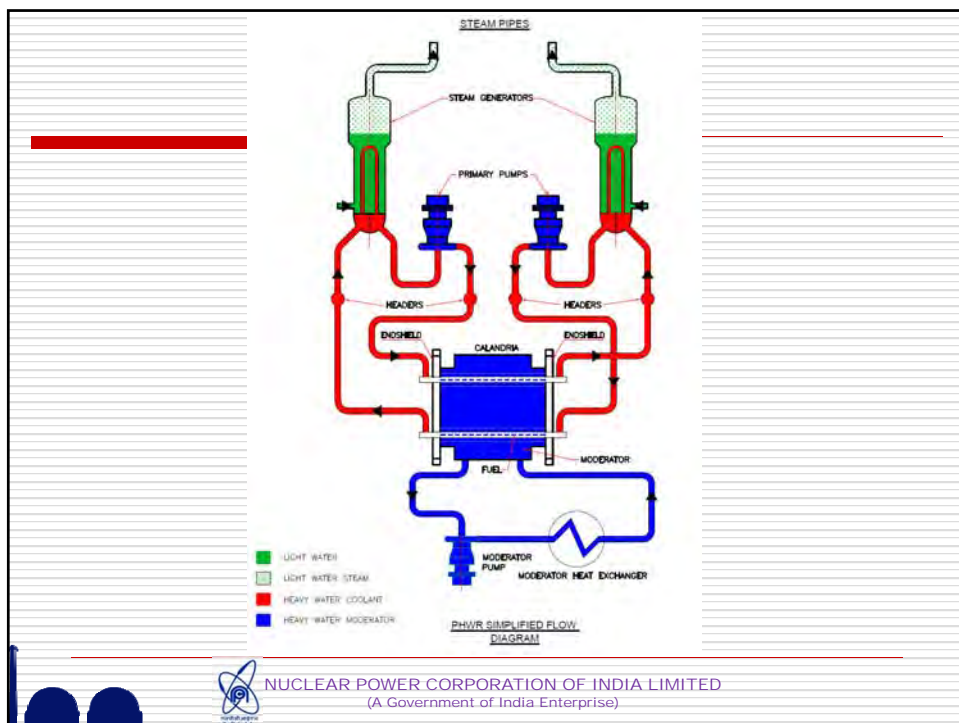 STEAM PIPES
STEAM GENERATORS
PRIMARY PUMPS
HEADERS
HEADERS
ENDSHIELD
ENDSHIELD
CALANDRIA
MODERATOR
FUEL
MODERATOR
PUMP
MODERATOR HEAT EXCHANGER
LIGHT WATER
LIGHT WATER STEAM
HEAVY WATER COOLANT
HEAVY WATER MODERATOR
PHWR SIMPLIFIED FLOW
DIAGRAM
NUCLEAR POWER CORPORATION OF INDIA LIMITED
(A Government of India Enterprise)